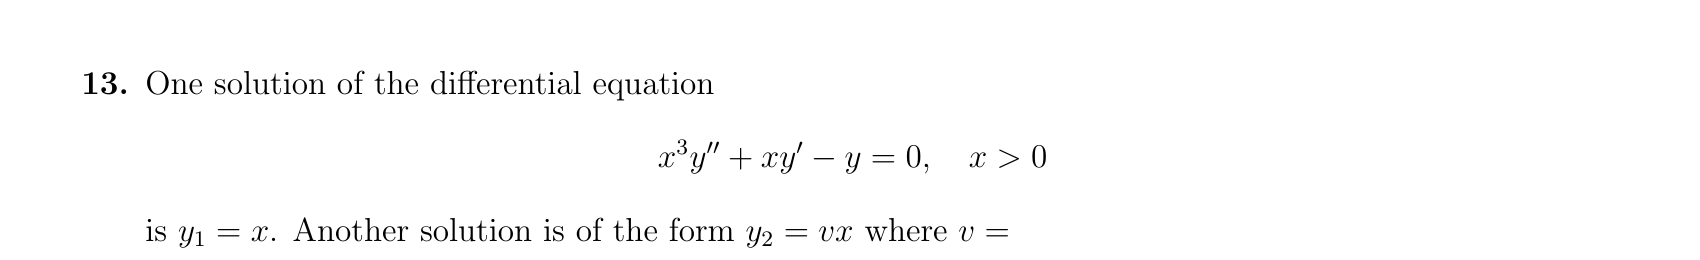 13. One solution of the differential equation
x³y″ + xy′ − y = 0, x > 0
is y₁ = x. Another solution is of the form y₂ = vx where v =